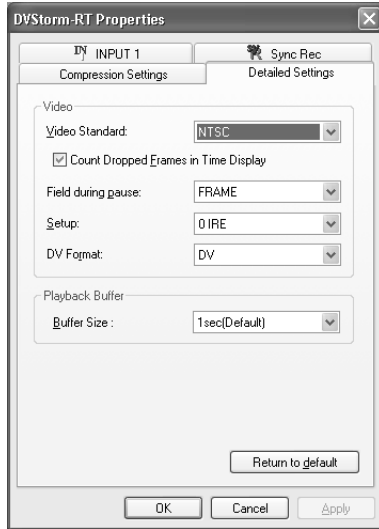 DVStorm-RT Properties
DV INPUT 1
Sync Rec
Compression Settings
Detailed Settings
Video
Video Standard:
NTSC
Count Dropped Frames in Time Display
Field during pause:
FRAME
Setup:
0 IRE
DV Format:
DV
Playback Buffer
Buffer Size :
1sec(Default)
Return to default
OK
Cancel
Apply